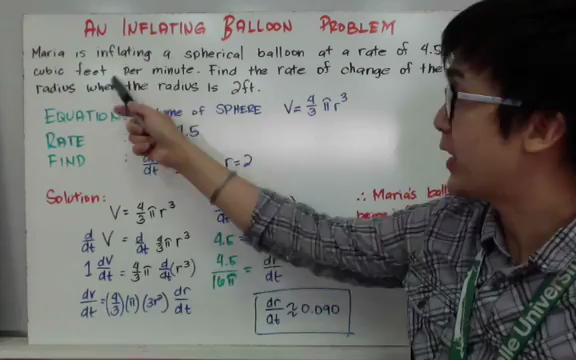 AN INFLATING BALLOON PROBLEM
Maria is inflating a spherical balloon at a rate of 4.5
cubic feet per minute. Find the rate of change of the
radius when the radius is 2ft.
EQUATION of SPHERE V = 4/3 πr³
RATE : .5
FIND : dt r = 2
Solution:
∴ Maria's
V = 4/3 πr³
being
d/dt V = d/dt 4/3 πr³ 4.5 =
1 dv/dt = 4/3 π d/dt (r³) 4.5/16π = dr/dt
dv/dt = (4/3)(π)(3r²) dr/dt
dr/dt ≈ 0.090
de Universi